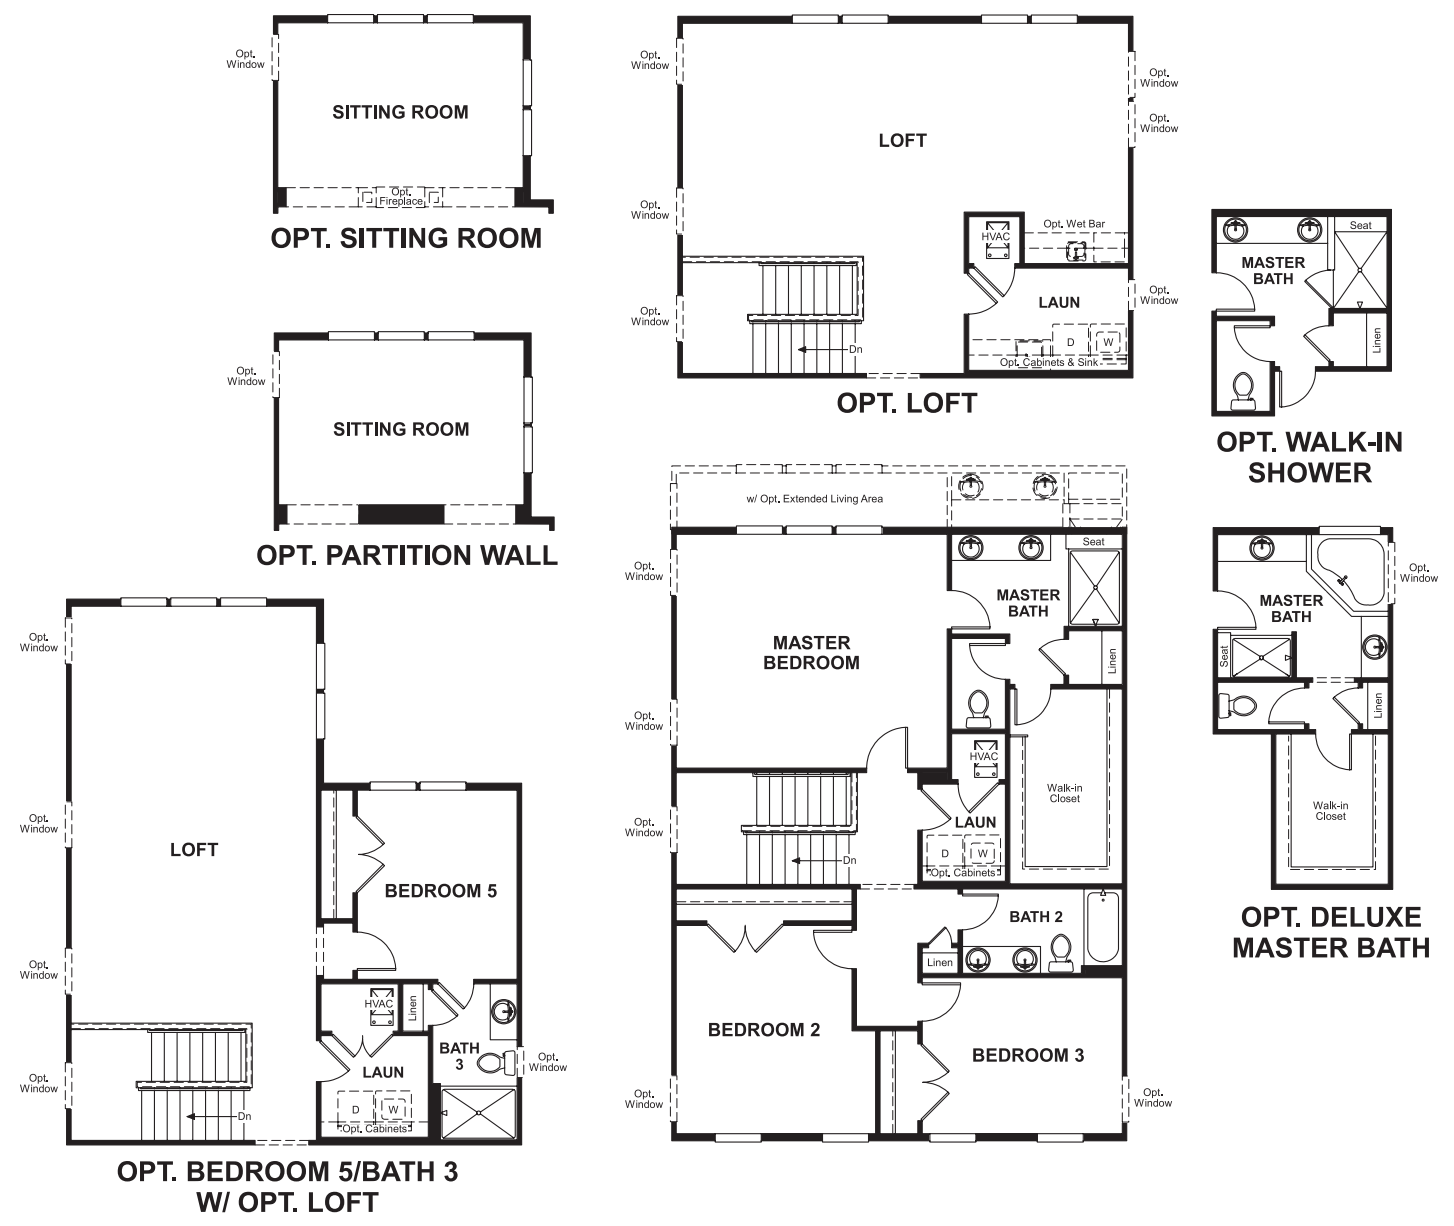 Opt.
Window
SITTING ROOM
Opt.
Fireplace
OPT. SITTING ROOM
Opt.
Window
Opt.
Window
Opt.
Window
LOFT
Opt.
Window
HVAC
Opt. Wet Bar
Opt.
Window
LAUN
Opt.
Window
D
W
Dn
Opt. Cabinets & Sink
OPT. LOFT
Seat
MASTER
BATH
Linen
OPT. WALK-IN
SHOWER
Opt.
Window
SITTING ROOM
OPT. PARTITION WALL
w/ Opt. Extended Living Area
Seat
Opt.
Window
MASTER
BATH
MASTER
BEDROOM
Linen
Opt.
Window
HVAC
Walk-in
Closet
Opt.
Window
LAUN
D
W
Dn
Opt. Cabinets
BATH 2
Linen
BEDROOM 2
BEDROOM 3
Opt.
Window
Opt.
Window
Opt.
Window
MASTER
BATH
Seat
Linen
Walk-in
Closet
OPT. DELUXE
MASTER BATH
Opt.
Window
Opt.
Window
LOFT
BEDROOM 5
Opt.
Window
HVAC
Linen
BATH
3
Opt.
Window
LAUN
Opt.
Window
D
W
Dn
Opt. Cabinets
OPT. BEDROOM 5/BATH 3
W/ OPT. LOFT